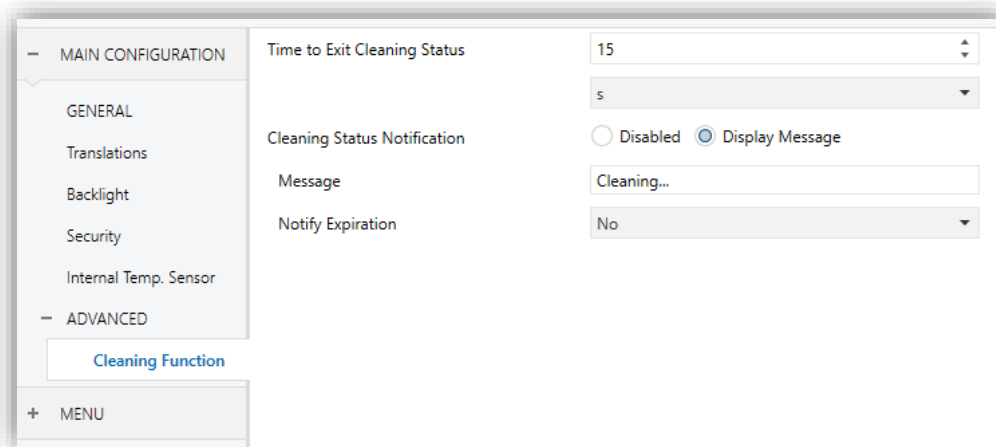 MAIN CONFIGURATION
GENERAL
Translations
Backlight
Security
Internal Temp. Sensor
ADVANCED
Cleaning Function
MENU
Time to Exit Cleaning Status 15
s
Cleaning Status Notification Disabled Display Message
Message Cleaning...
Notify Expiration No